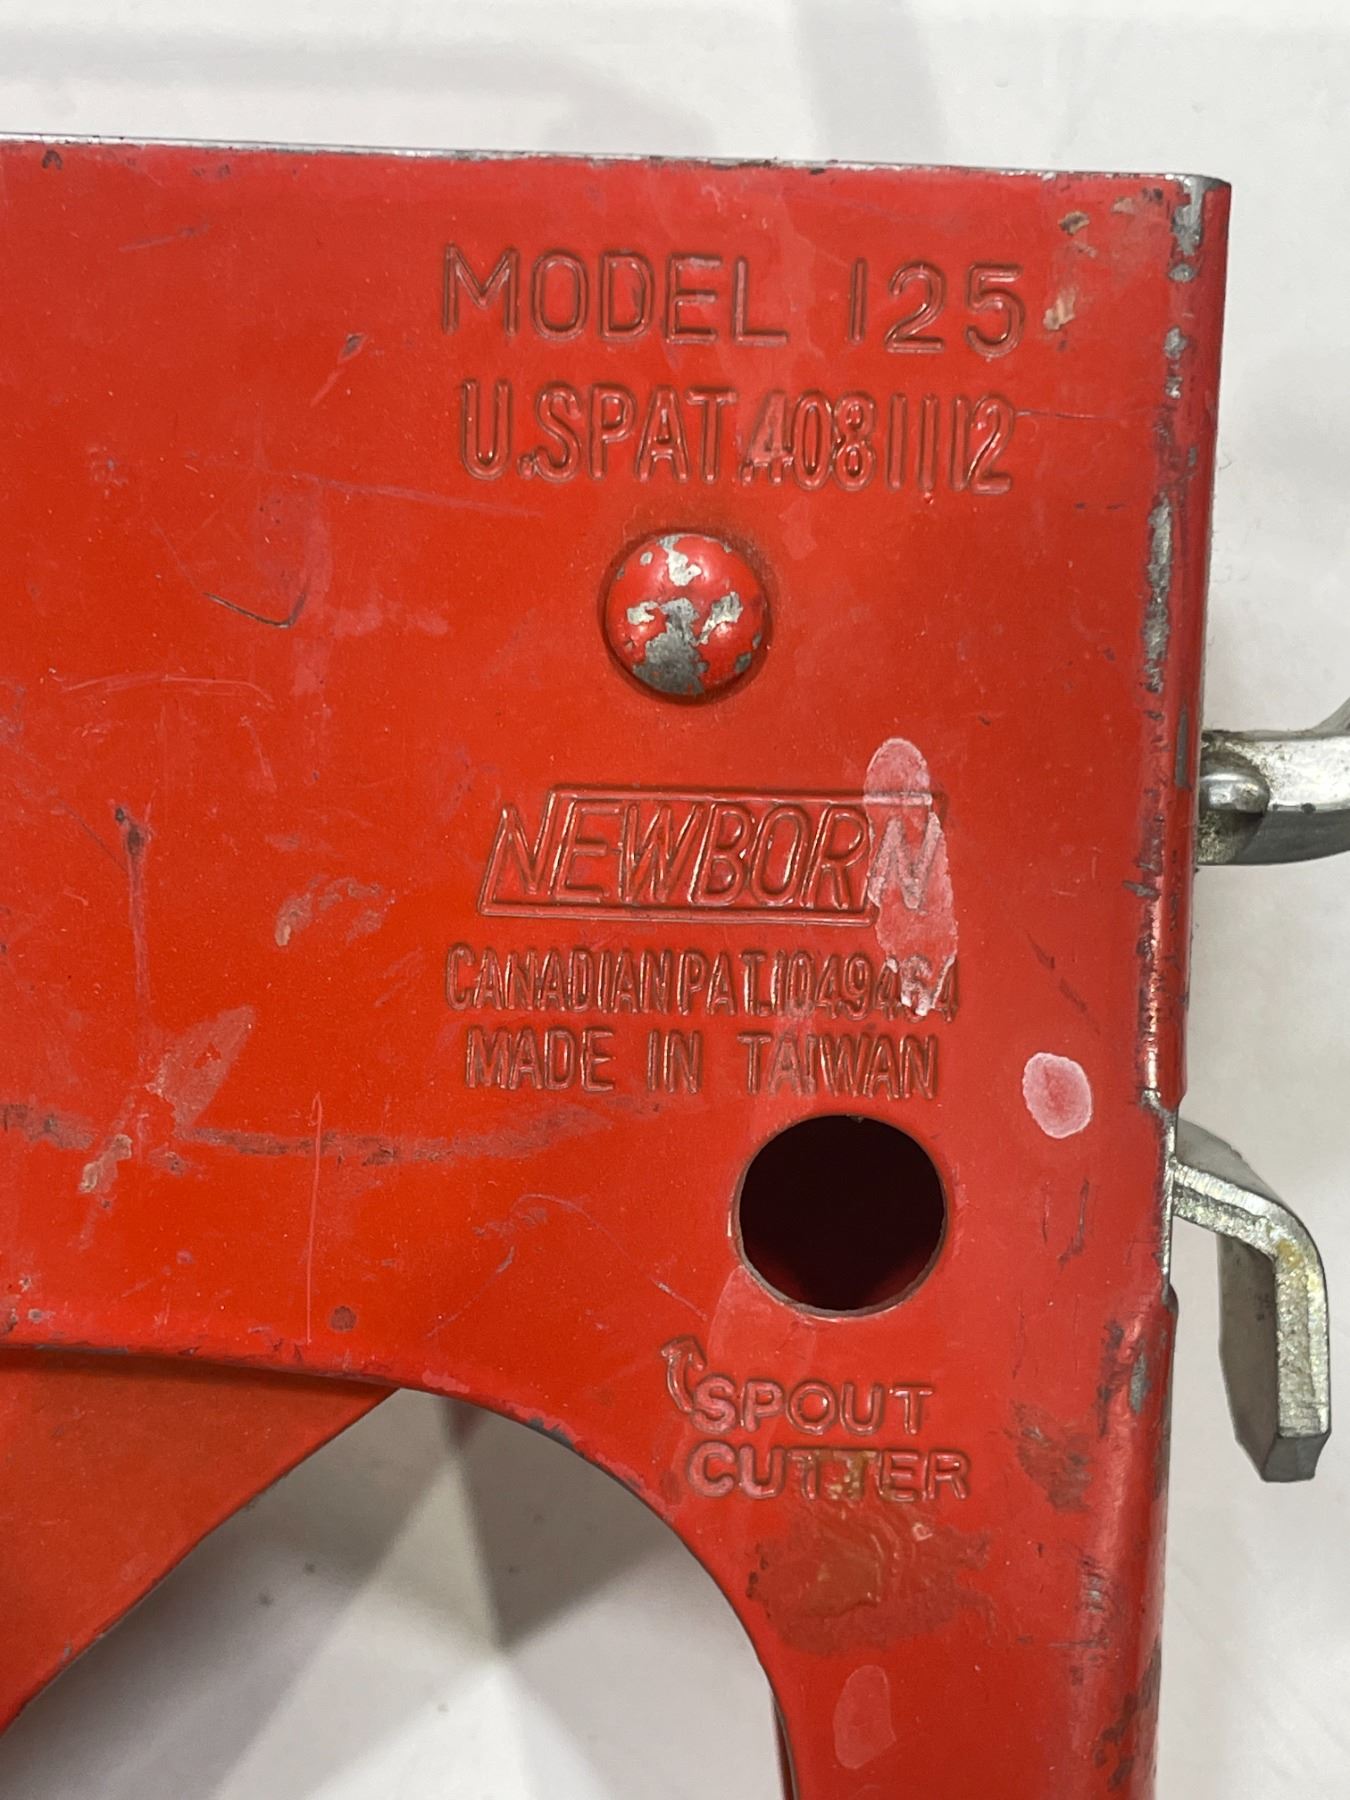 MODEL 125
U.S PAT. 4081112
NEWBORN
CANADIAN PAT. 1049464
MADE IN TAIWAN
SPOUT
CUTTER